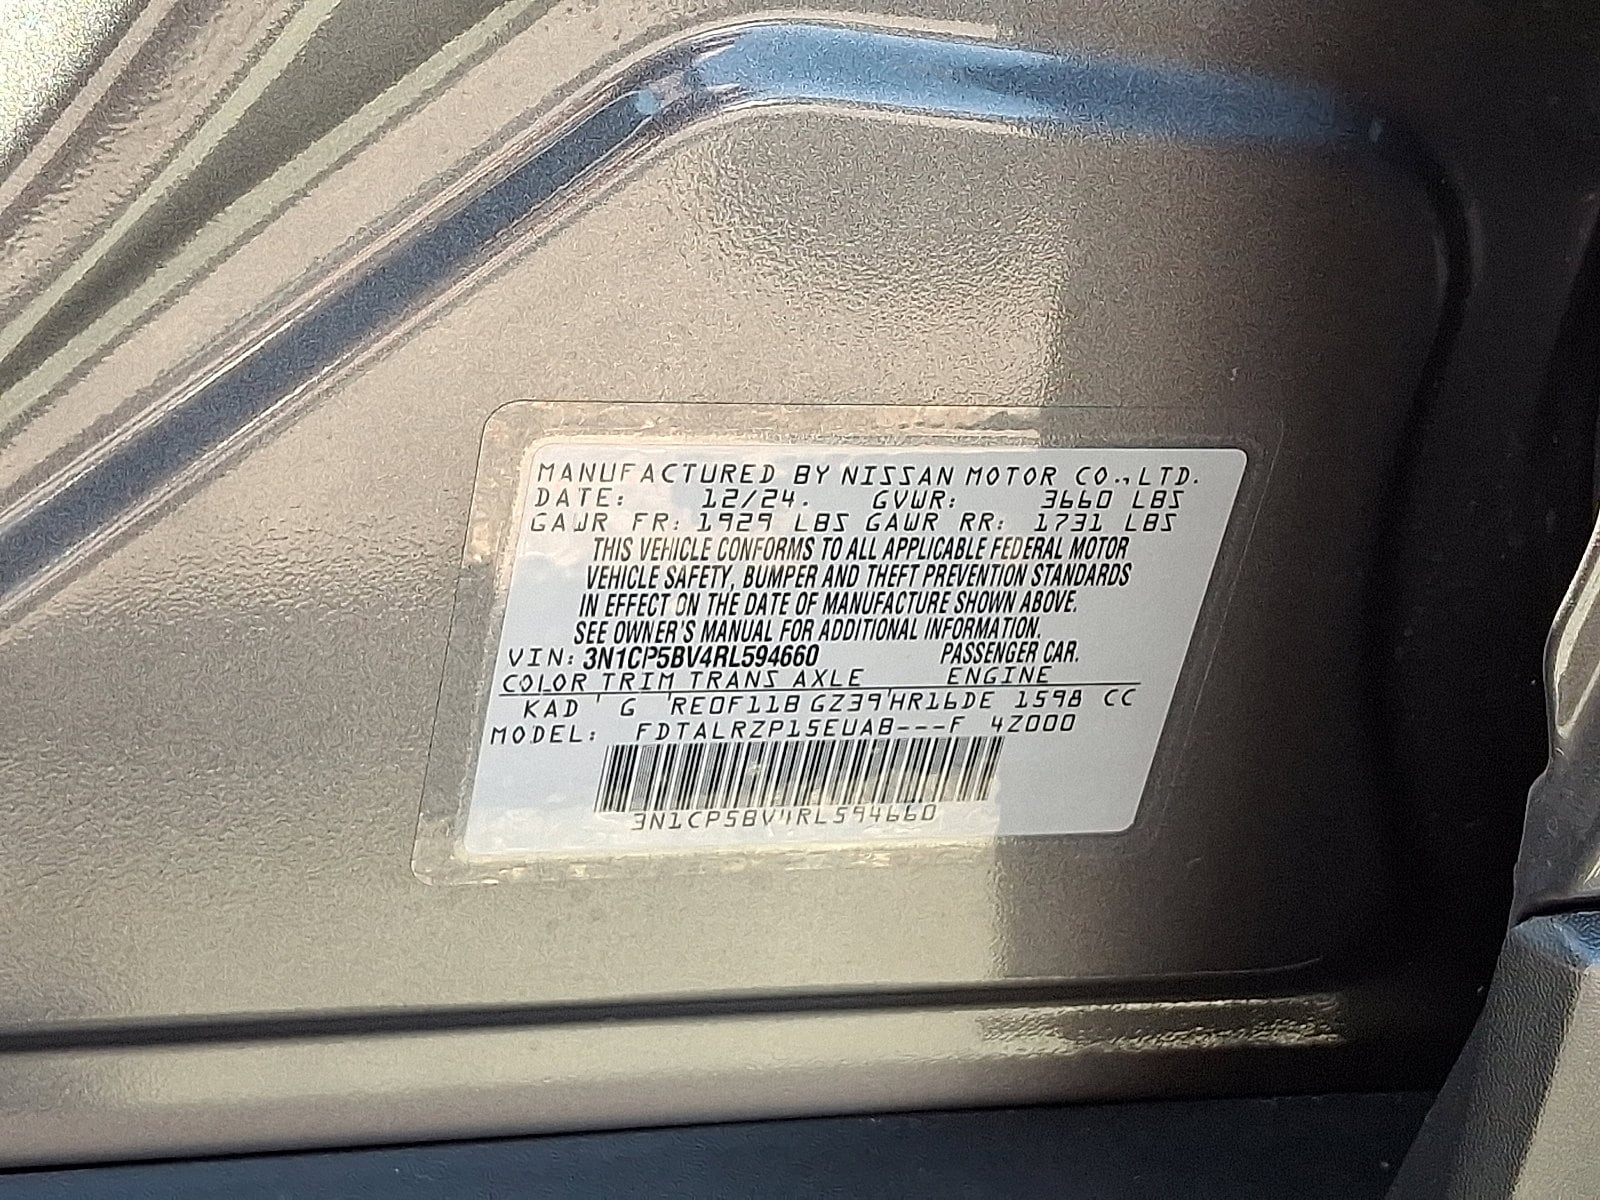 MANUFACTURED BY NISSAN MOTOR CO.,LTD.
DATE: 12/24. GVWR: 3660 LBS
GAWR FR: 1929 LBS GAWR RR: 1731 LBS
THIS VEHICLE CONFORMS TO ALL APPLICABLE FEDERAL MOTOR
VEHICLE SAFETY, BUMPER AND THEFT PREVENTION STANDARDS
IN EFFECT ON THE DATE OF MANUFACTURE SHOWN ABOVE.
SEE OWNER'S MANUAL FOR ADDITIONAL INFORMATION.
VIN: 3N1CP5BV4RL594660 PASSENGER CAR.
COLOR TRIM TRANS AXLE ENGINE
KAD ' G 'RE0F11B GZ39'HR16DE 1598 CC
MODEL: FDTALRZP15EUAB---F 4Z000
3N1CP5BV4RL594660